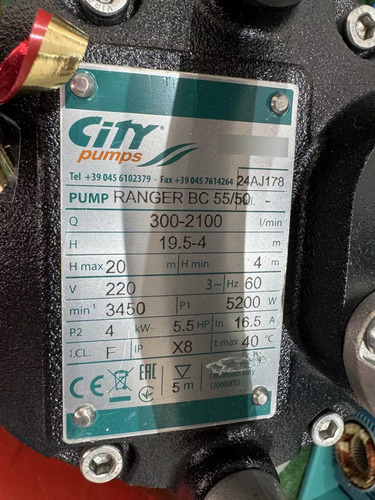 CITY®
pumps
Tel +39 045 6102379 - Fax +39 045 7614264 24AJ178
PUMP RANGER BC 55/50 -
Q 300-2100 l/min
H 19.5-4 m
H max 20 m H min 4 m
V 220 3~ Hz 60
min⁻¹ 3450 P1 5200 W
P2 4 kW- 5.5 HP In 16.5 A
I.CL. F IP X8 t.max 40 °C
CE EAC 5 m